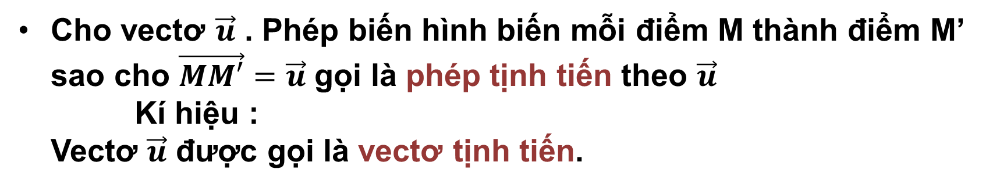 • Cho vectơ $\vec{u}$ . Phép biến hình biến mỗi điểm M thành điểm M’
sao cho $\overrightarrow{MM'} = \vec{u}$ gọi là phép tịnh tiến theo $\vec{u}$
Kí hiệu :
Vectơ $\vec{u}$ được gọi là vectơ tịnh tiến.